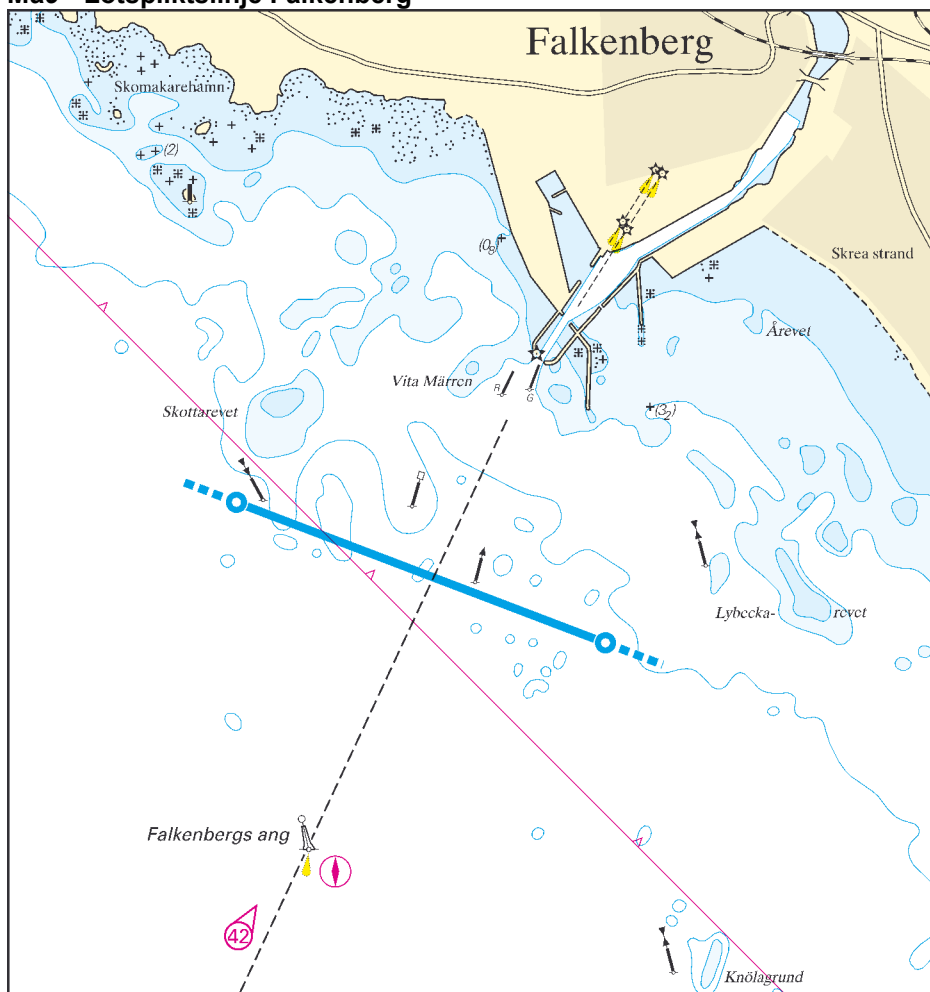 Falkenberg
Skomakarehamn
(2)
(0₈)
Skrea strand
Årevet
Vita Märren
R
G
(3₂)
Skottarevet
Lybecka-
revet
Falkenbergs ang
42
Knölagrund